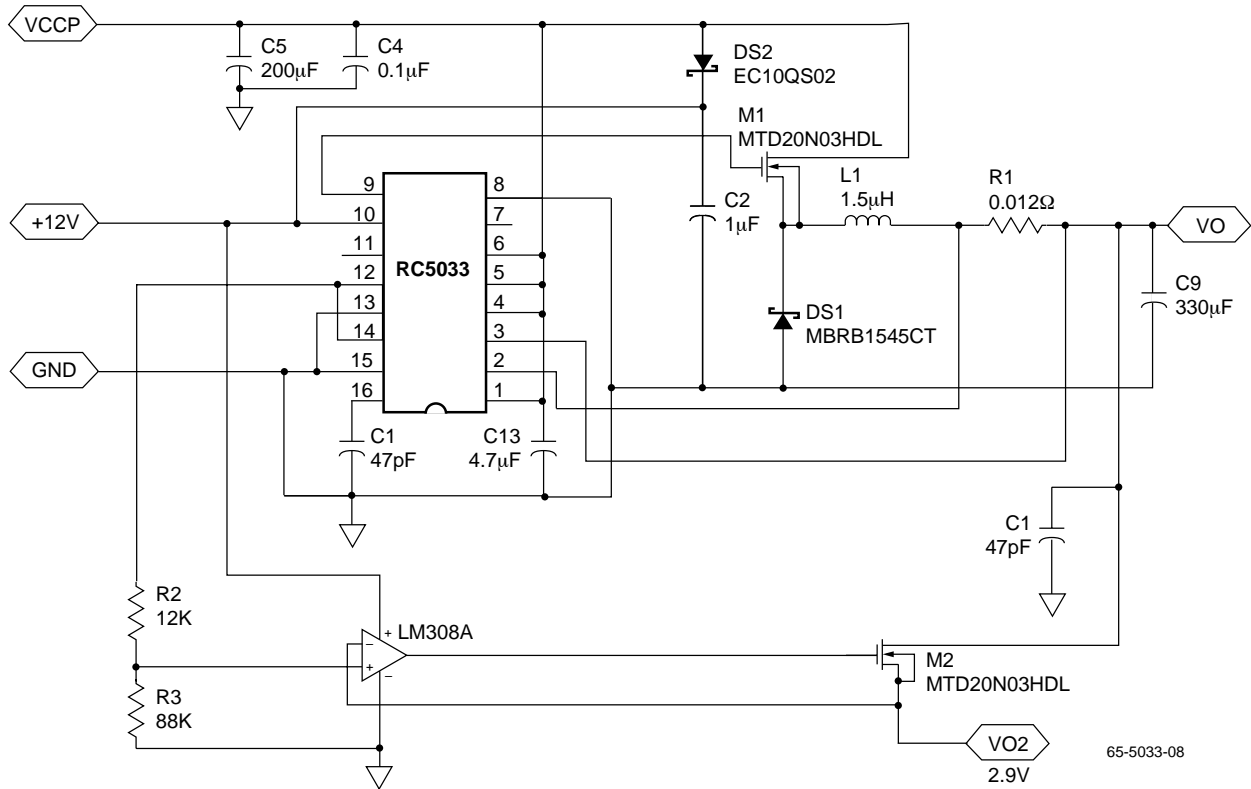 VCCP
C5
200µF
C4
0.1µF
DS2
EC10QS02
M1
MTD20N03HDL
L1
1.5µH
R1
0.012Ω
9
8
+12V
10
7
C2
1µF
VO
11
6
RC5033
12
5
13
4
DS1
MBRB1545CT
C9
330µF
14
3
GND
15
2
16
1
C1
47pF
C13
4.7µF
C1
47pF
R2
12K
+
LM308A
–
+
–
M2
MTD20N03HDL
R3
88K
VO2
2.9V
65-5033-08